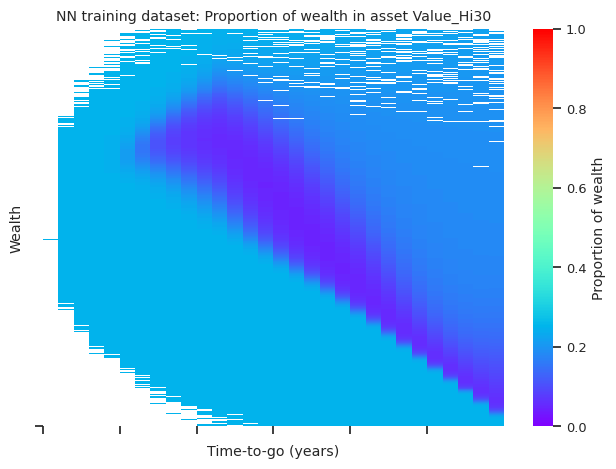 NN training dataset: Proportion of wealth in asset Value_Hi30
Wealth
Time-to-go (years)
1.0
0.8
0.6
0.4
0.2
0.0
Proportion of wealth